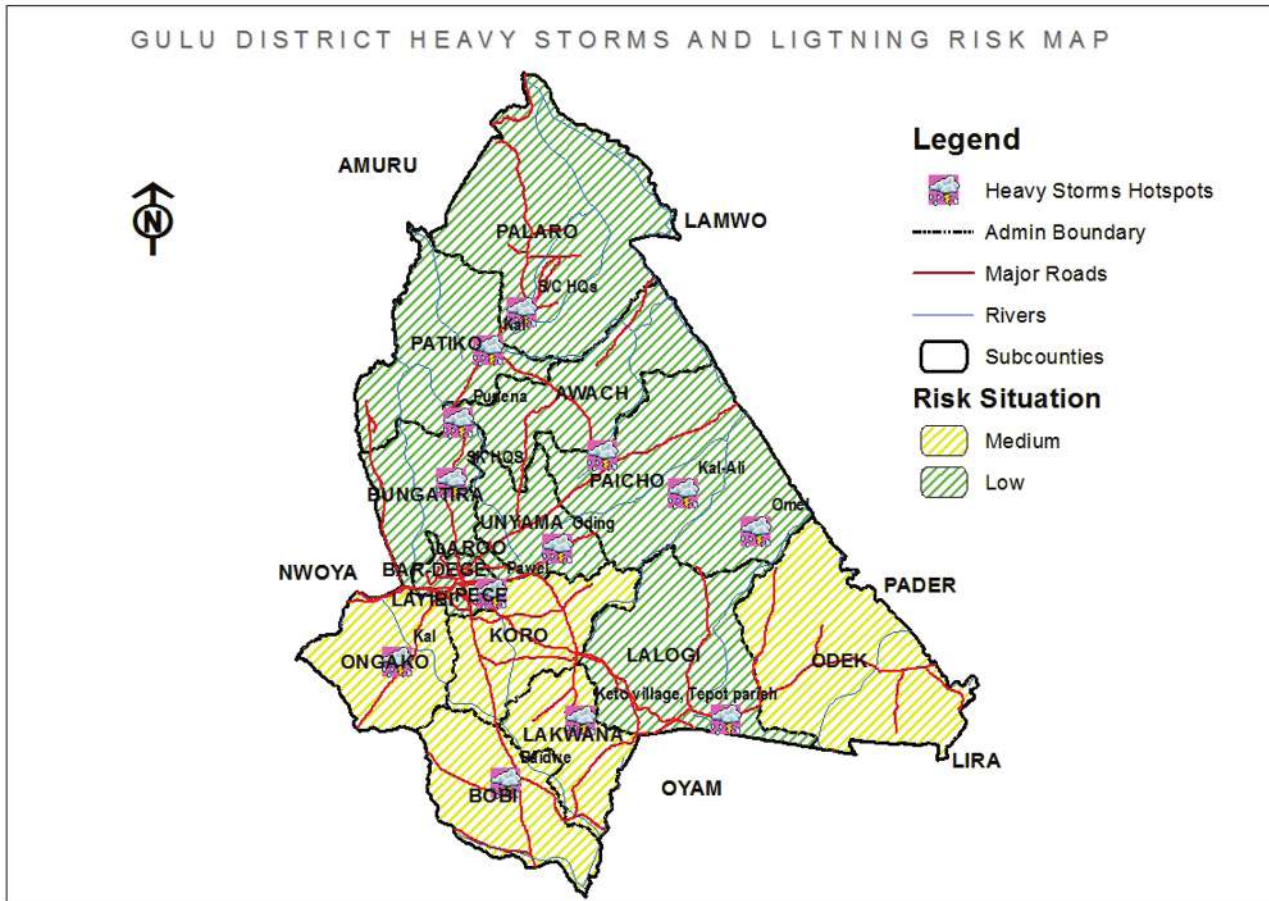 GULU DISTRICT HEAVY STORMS AND LIGTNING RISK MAP
AMURU
LAMWO
PALARO
S/C HQs
Kal
PATIKO
AWACH
BUNGATIRA
PAICHO
Kal-Ali
Omel
UNYAMA
Oding
LAROO
BAR-DEGE
Pawel
NWOYA
LAYIBI
PECE
PADER
KORO
Kal
ONGAKO
LALOGI
ODEK
Keto village, Tepot parish
LAKWANA
LIRA
OYAM
BOBI
N
Legend
Heavy Storms Hotspots
Admin Boundary
Major Roads
Rivers
Subcounties
Risk Situation
Medium
Low